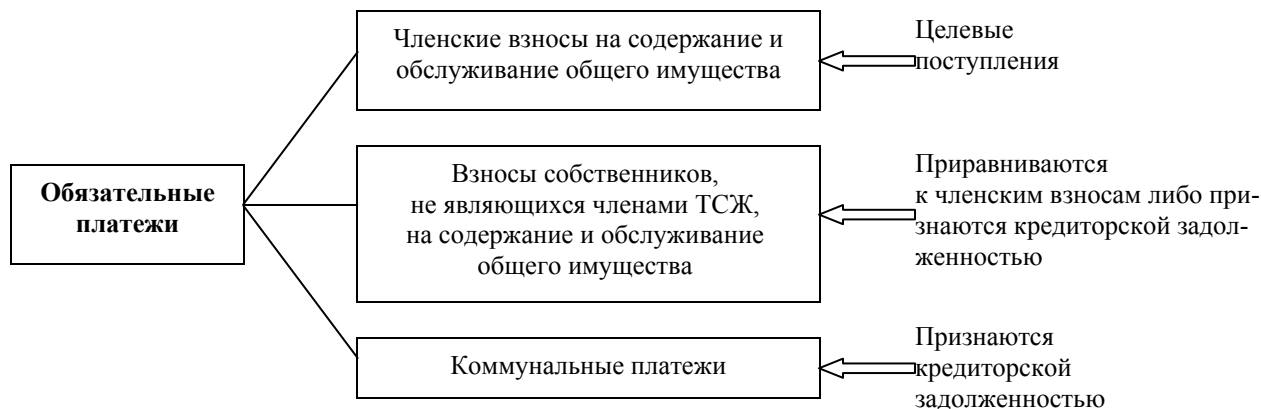 Членские взносы на содержание и
обслуживание общего имущества
Целевые
поступления
Обязательные
платежи
Взносы собственников,
не являющихся членами ТСЖ,
на содержание и обслуживание
общего имущества
Приравниваются
к членским взносам либо при-
знаются кредиторской задол-
женностью
Коммунальные платежи
Признаются
кредиторской
задолженностью